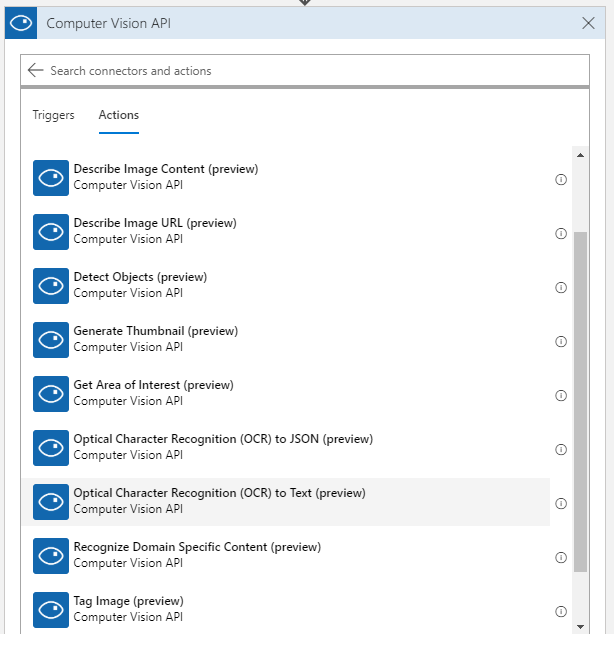 Computer Vision API
Search connectors and actions
Triggers Actions
Describe Image Content (preview)
Computer Vision API
Describe Image URL (preview)
Computer Vision API
Detect Objects (preview)
Computer Vision API
Generate Thumbnail (preview)
Computer Vision API
Get Area of Interest (preview)
Computer Vision API
Optical Character Recognition (OCR) to JSON (preview)
Computer Vision API
Optical Character Recognition (OCR) to Text (preview)
Computer Vision API
Recognize Domain Specific Content (preview)
Computer Vision API
Tag Image (preview)
Computer Vision API